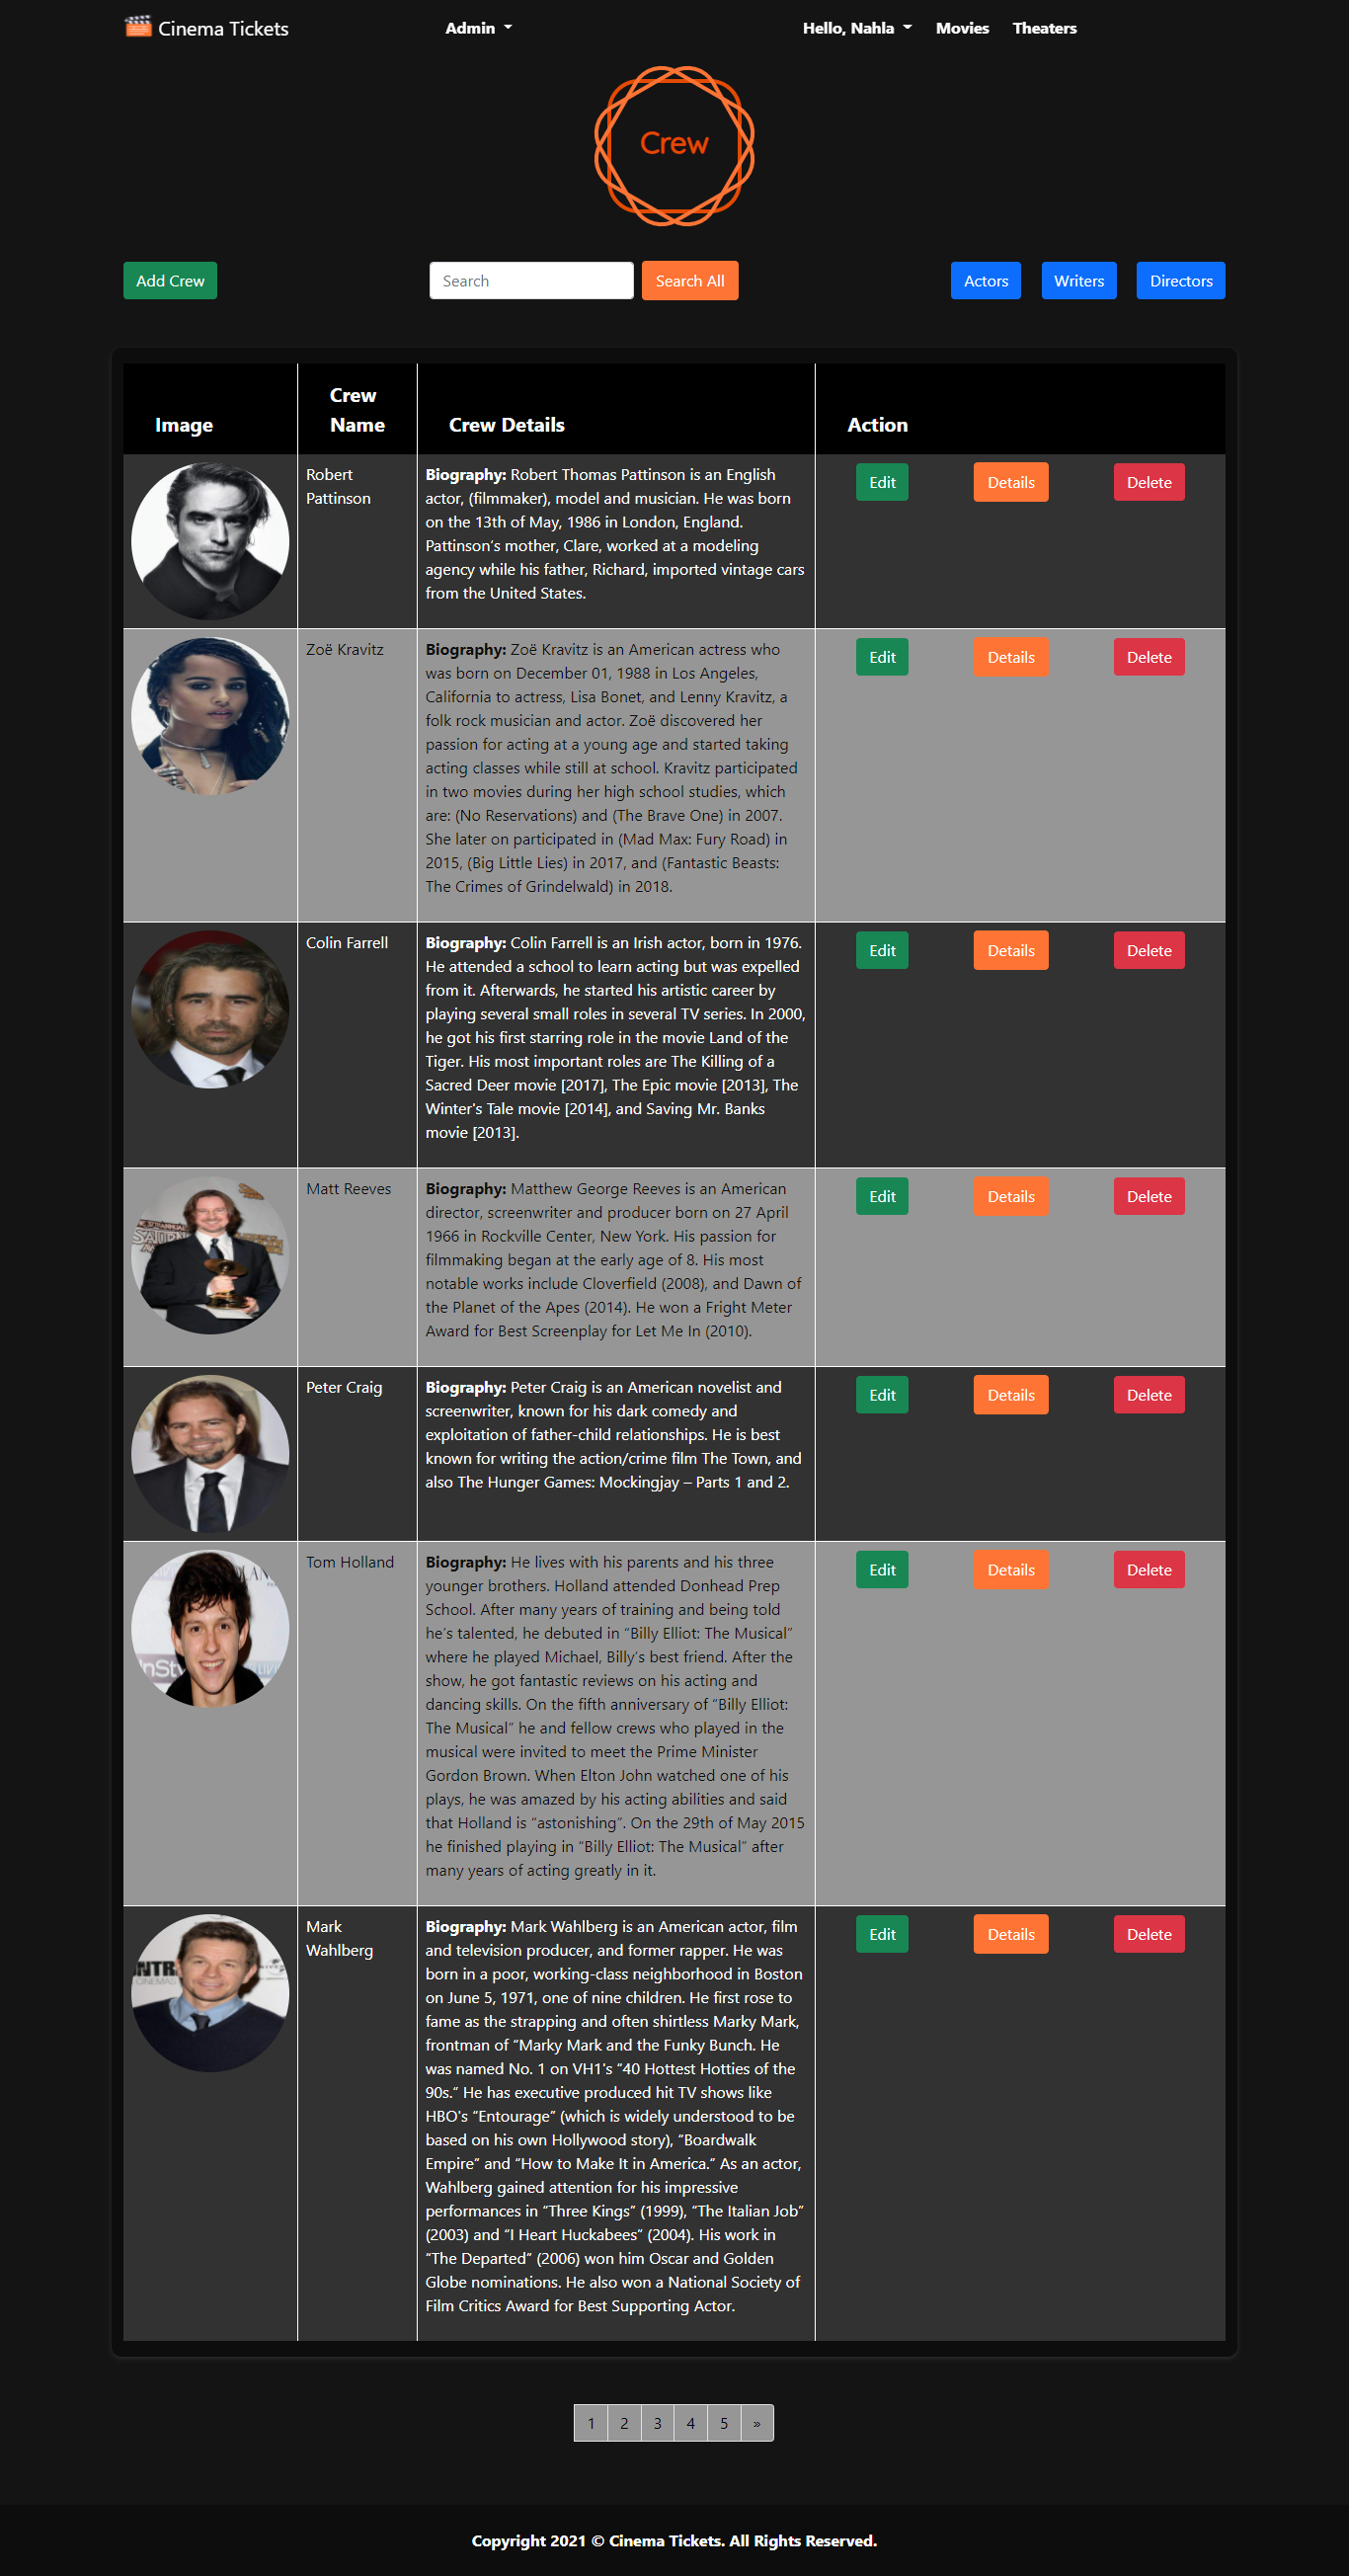 Cinema Tickets
Admin
Hello, Nahla
Movies
Theaters
Crew
Add Crew
Search
Search All
Actors
Writers
Directors
Image
Crew
Name
Crew Details
Action
Robert
Pattinson
Biography: Robert Thomas Pattinson is an English
actor, (filmmaker), model and musician. He was born
on the 13th of May, 1986 in London, England.
Pattinson’s mother, Clare, worked at a modeling
agency while his father, Richard, imported vintage cars
from the United States.
Edit
Details
Delete
Zoë Kravitz
Biography: Zoë Kravitz is an American actress who
was born on December 01, 1988 in Los Angeles,
California to actress, Lisa Bonet, and Lenny Kravitz, a
folk rock musician and actor. Zoë discovered her
passion for acting at a young age and started taking
acting classes while still at school. Kravitz participated
in two movies during her high school studies, which
are: (No Reservations) and (The Brave One) in 2007.
She later on participated in (Mad Max: Fury Road) in
2015, (Big Little Lies) in 2017, and (Fantastic Beasts:
The Crimes of Grindelwald) in 2018.
Edit
Details
Delete
Colin Farrell
Biography: Colin Farrell is an Irish actor, born in 1976.
He attended a school to learn acting but was expelled
from it. Afterwards, he started his artistic career by
playing several small roles in several TV series. In 2000,
he got his first starring role in the movie Land of the
Tiger. His most important roles are The Killing of a
Sacred Deer movie [2017], The Epic movie [2013], The
Winter's Tale movie [2014], and Saving Mr. Banks
movie [2013].
Edit
Details
Delete
Matt Reeves
Biography: Matthew George Reeves is an American
director, screenwriter and producer born on 27 April
1966 in Rockville Center, New York. His passion for
filmmaking began at the early age of 8. His most
notable works include Cloverfield (2008), and Dawn of
the Planet of the Apes (2014). He won a Fright Meter
Award for Best Screenplay for Let Me In (2010).
Edit
Details
Delete
Peter Craig
Biography: Peter Craig is an American novelist and
screenwriter, known for his dark comedy and
exploitation of father-child relationships. He is best
known for writing the action/crime film The Town, and
also The Hunger Games: Mockingjay – Parts 1 and 2.
Edit
Details
Delete
Tom Holland
Biography: He lives with his parents and his three
younger brothers. Holland attended Donhead Prep
School. After many years of training and being told
he’s talented, he debuted in “Billy Elliot: The Musical”
where he played Michael, Billy’s best friend. After the
show, he got fantastic reviews on his acting and
dancing skills. On the fifth anniversary of “Billy Elliot:
The Musical” he and fellow crews who played in the
musical were invited to meet the Prime Minister
Gordon Brown. When Elton John watched one of his
plays, he was amazed by his acting abilities and said
that Holland is “astonishing”. On the 29th of May 2015
he finished playing in “Billy Elliot: The Musical” after
many years of acting greatly in it.
Edit
Details
Delete
Mark
Wahlberg
Biography: Mark Wahlberg is an American actor, film
and television producer, and former rapper. He was
born in a poor, working-class neighborhood in Boston
on June 5, 1971, one of nine children. He first rose to
fame as the strapping and often shirtless Marky Mark,
frontman of “Marky Mark and the Funky Bunch. He
was named No. 1 on VH1's “40 Hottest Hotties of the
90s.” He has executive produced hit TV shows like
HBO's “Entourage” (which is widely understood to be
based on his own Hollywood story), “Boardwalk
Empire” and “How to Make It in America.” As an actor,
Wahlberg gained attention for his impressive
performances in “Three Kings” (1999), “The Italian Job”
(2003) and “I Heart Huckabees” (2004). His work in
“The Departed” (2006) won him Oscar and Golden
Globe nominations. He also won a National Society of
Film Critics Award for Best Supporting Actor.
Edit
Details
Delete
1 2 3 4 5 »
Copyright 2021 © Cinema Tickets. All Rights Reserved.